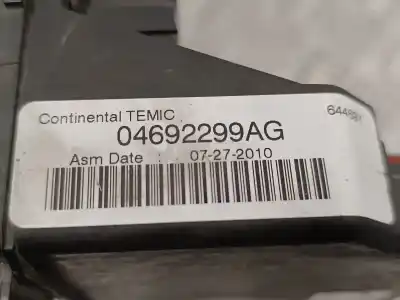 Continental TEMIC
04692299AG
Asm Date : 07-27-2010